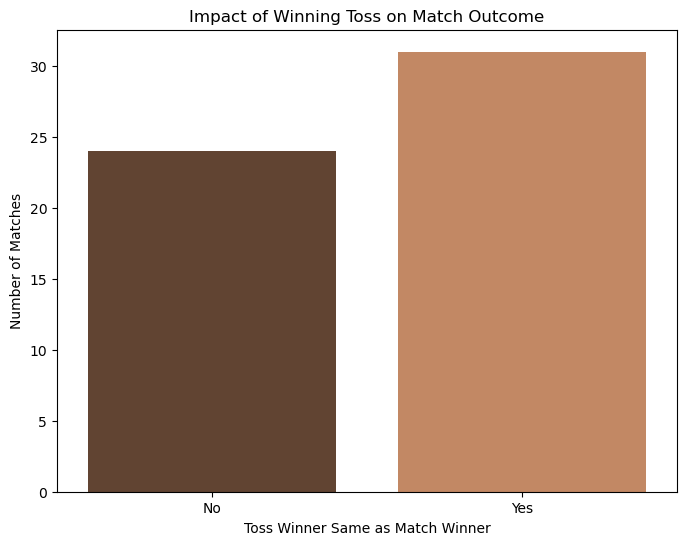 Impact of Winning Toss on Match Outcome
Number of Matches
30
25
20
15
10
5
0
No Yes
Toss Winner Same as Match Winner